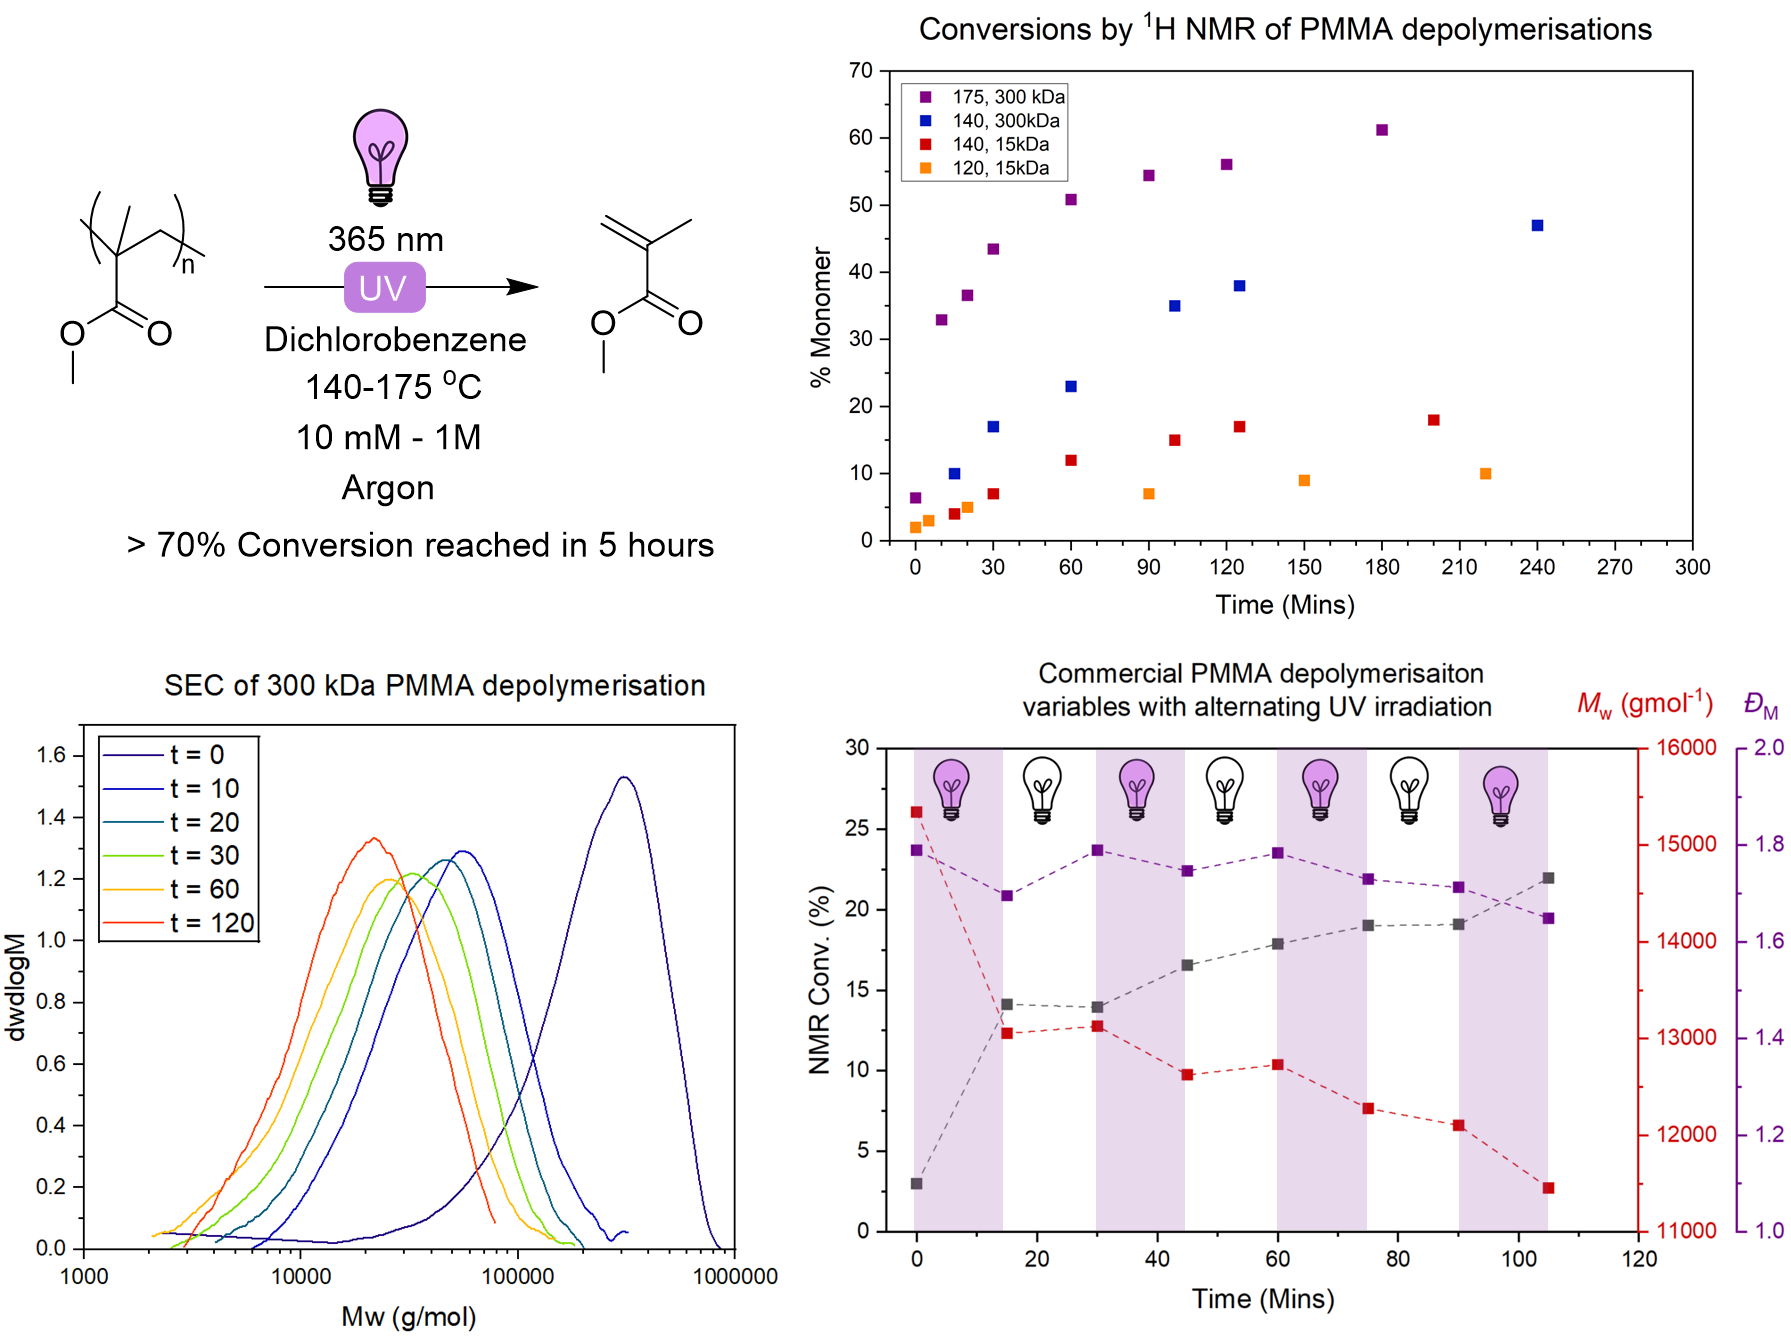 365 nm
UV
Dichlorobenzene
140-175 °C
10 mM - 1M
Argon
> 70% Conversion reached in 5 hours
n
O
O
O
O
Conversions by ¹H NMR of PMMA depolymerisations
175, 300 kDa
140, 300kDa
140, 15kDa
120, 15kDa
70
60
50
40
30
20
10
0
% Monomer
0 30 60 90 120 150 180 210 240 270 300
Time (Mins)
SEC of 300 kDa PMMA depolymerisation
t = 0
t = 10
t = 20
t = 30
t = 60
t = 120
1.6
1.4
1.2
1.0
0.8
0.6
0.4
0.2
0.0
dwdlogM
1000 10000 100000 1000000
Mw (g/mol)
Commercial PMMA depolymerisaiton
variables with alternating UV irradiation
Mw (gmol⁻¹)
ĐM
30
25
20
15
10
5
0
NMR Conv. (%)
16000
15000
14000
13000
12000
11000
2.0
1.8
1.6
1.4
1.2
1.0
0 20 40 60 80 100 120
Time (Mins)